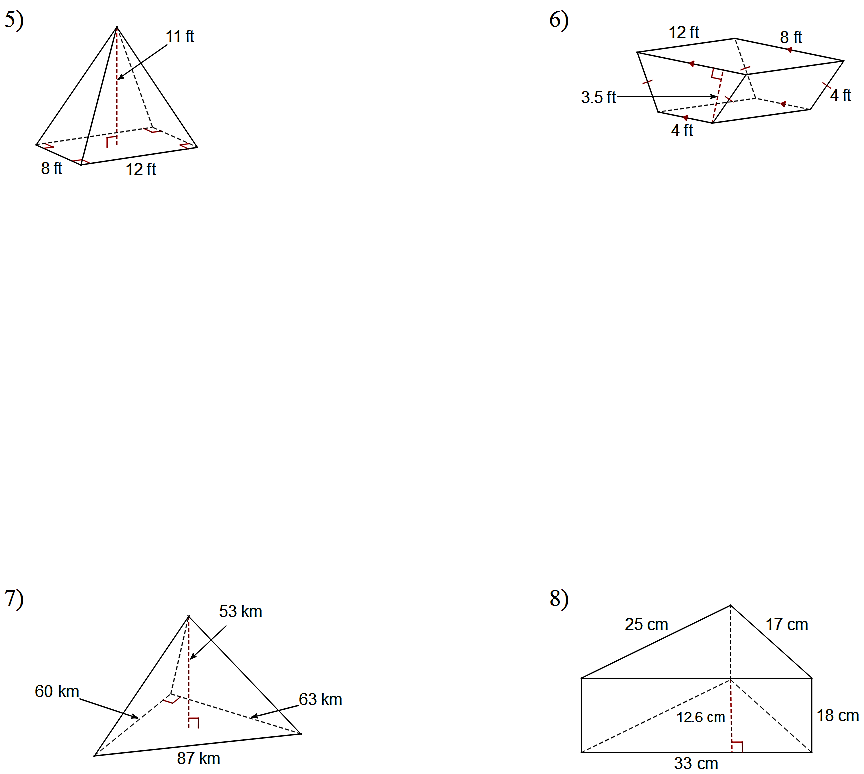 5)
11 ft
8 ft
12 ft
6)
12 ft
8 ft
3.5 ft
4 ft
4 ft
7)
53 km
60 km
63 km
87 km
8)
25 cm
17 cm
12.6 cm
18 cm
33 cm